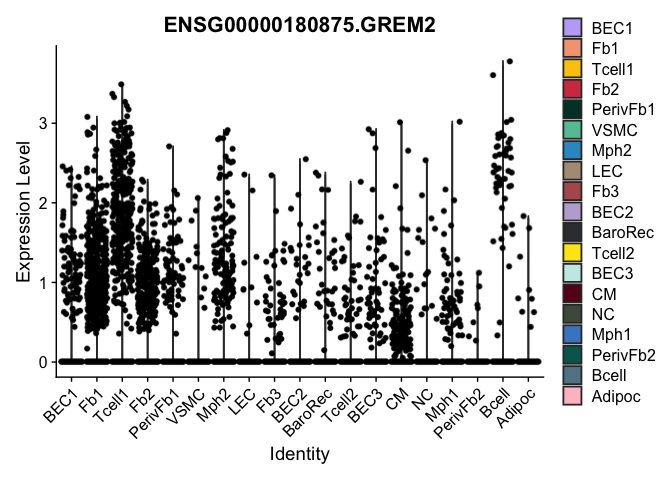 ENSG00000180875.GREM2
Expression Level
3
2
1
0
BEC1
Fb1
Tcell1
Fb2
PerivFb1
VSMC
Mph2
LEC
Fb3
BEC2
BaroRec
Tcell2
BEC3
CM
NC
Mph1
PerivFb2
Bcell
Adipoc
Identity
BEC1
Fb1
Tcell1
Fb2
PerivFb1
VSMC
Mph2
LEC
Fb3
BEC2
BaroRec
Tcell2
BEC3
CM
NC
Mph1
PerivFb2
Bcell
Adipoc